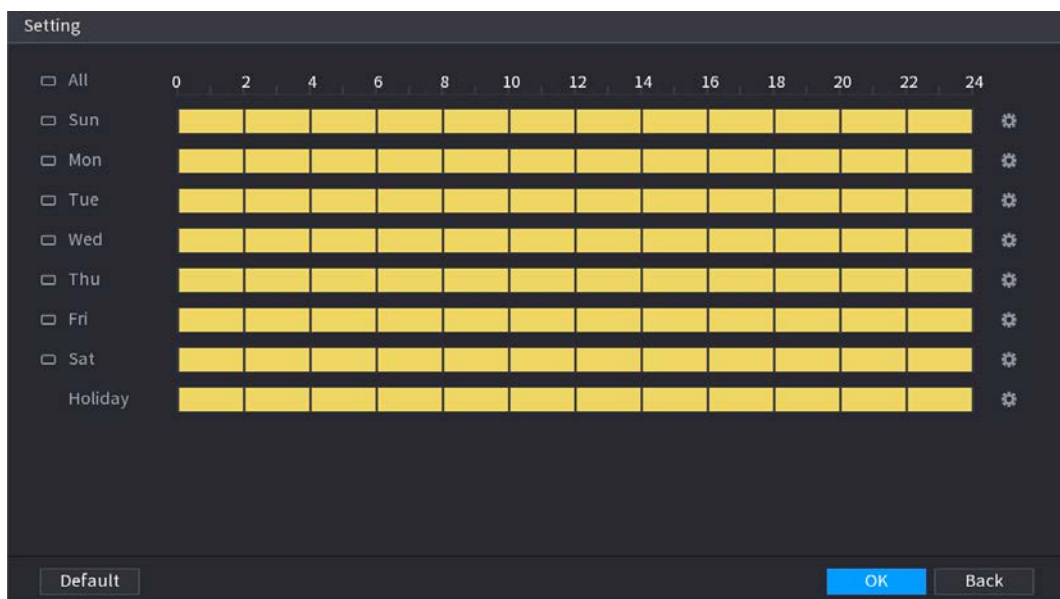 Setting
All 0 2 4 6 8 10 12 14 16 18 20 22 24
Sun
Mon
Tue
Wed
Thu
Fri
Sat
Holiday
Default OK Back